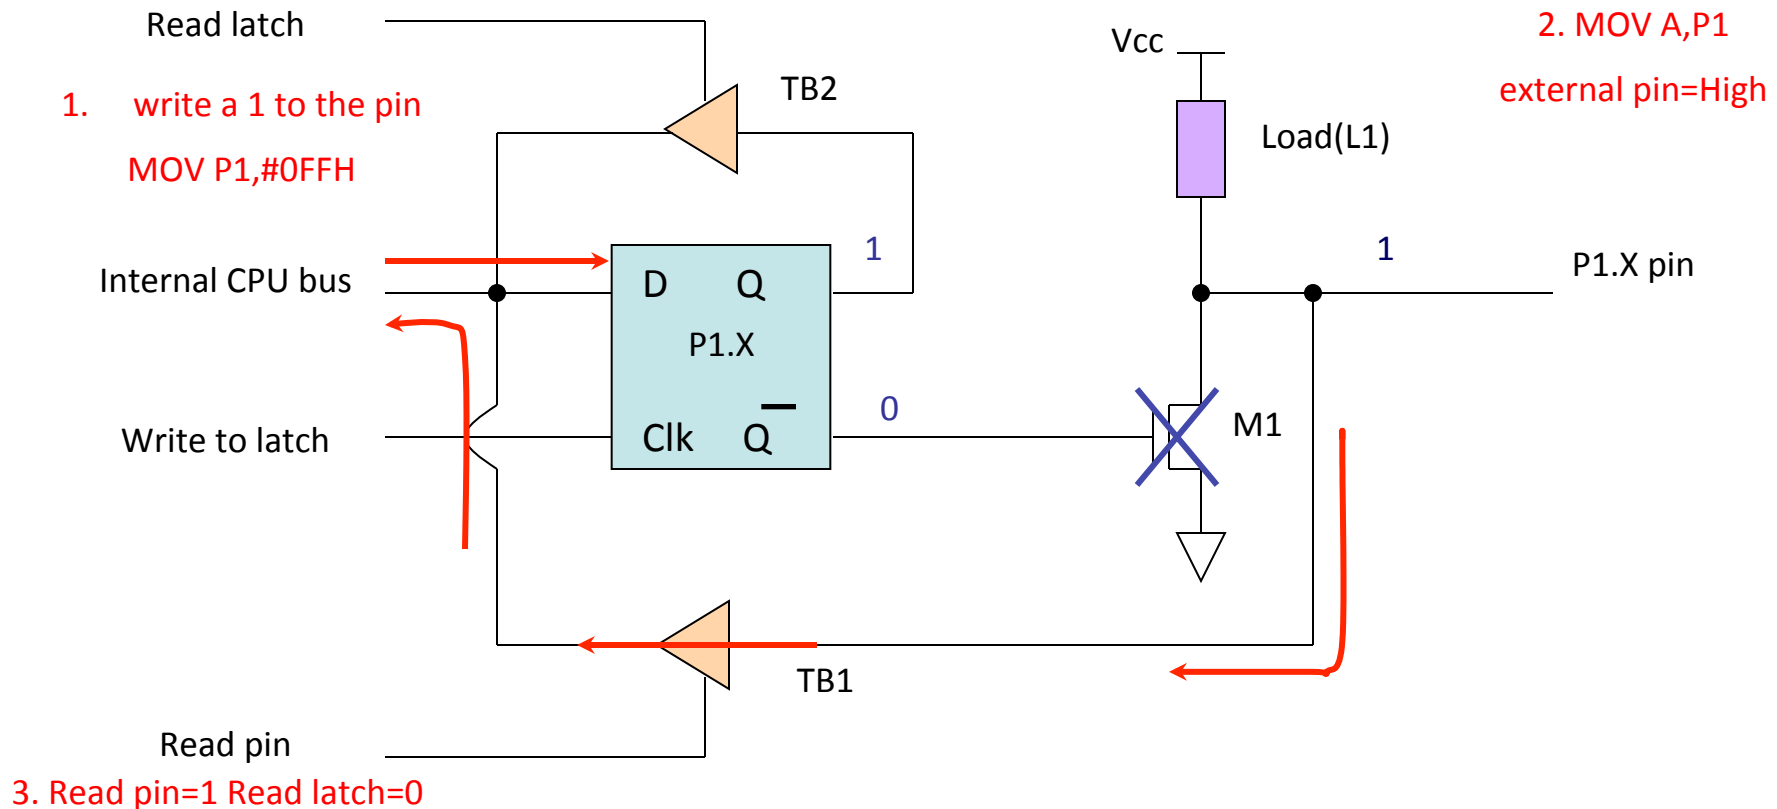 Read latch
Vcc
2. MOV A,P1
TB2
external pin=High
1. write a 1 to the pin
Load(L1)
MOV P1,#0FFH
1
1
P1.X pin
Internal CPU bus
D Q
P1.X
0
M1
Write to latch
Clk Q̅
TB1
Read pin
3. Read pin=1 Read latch=0